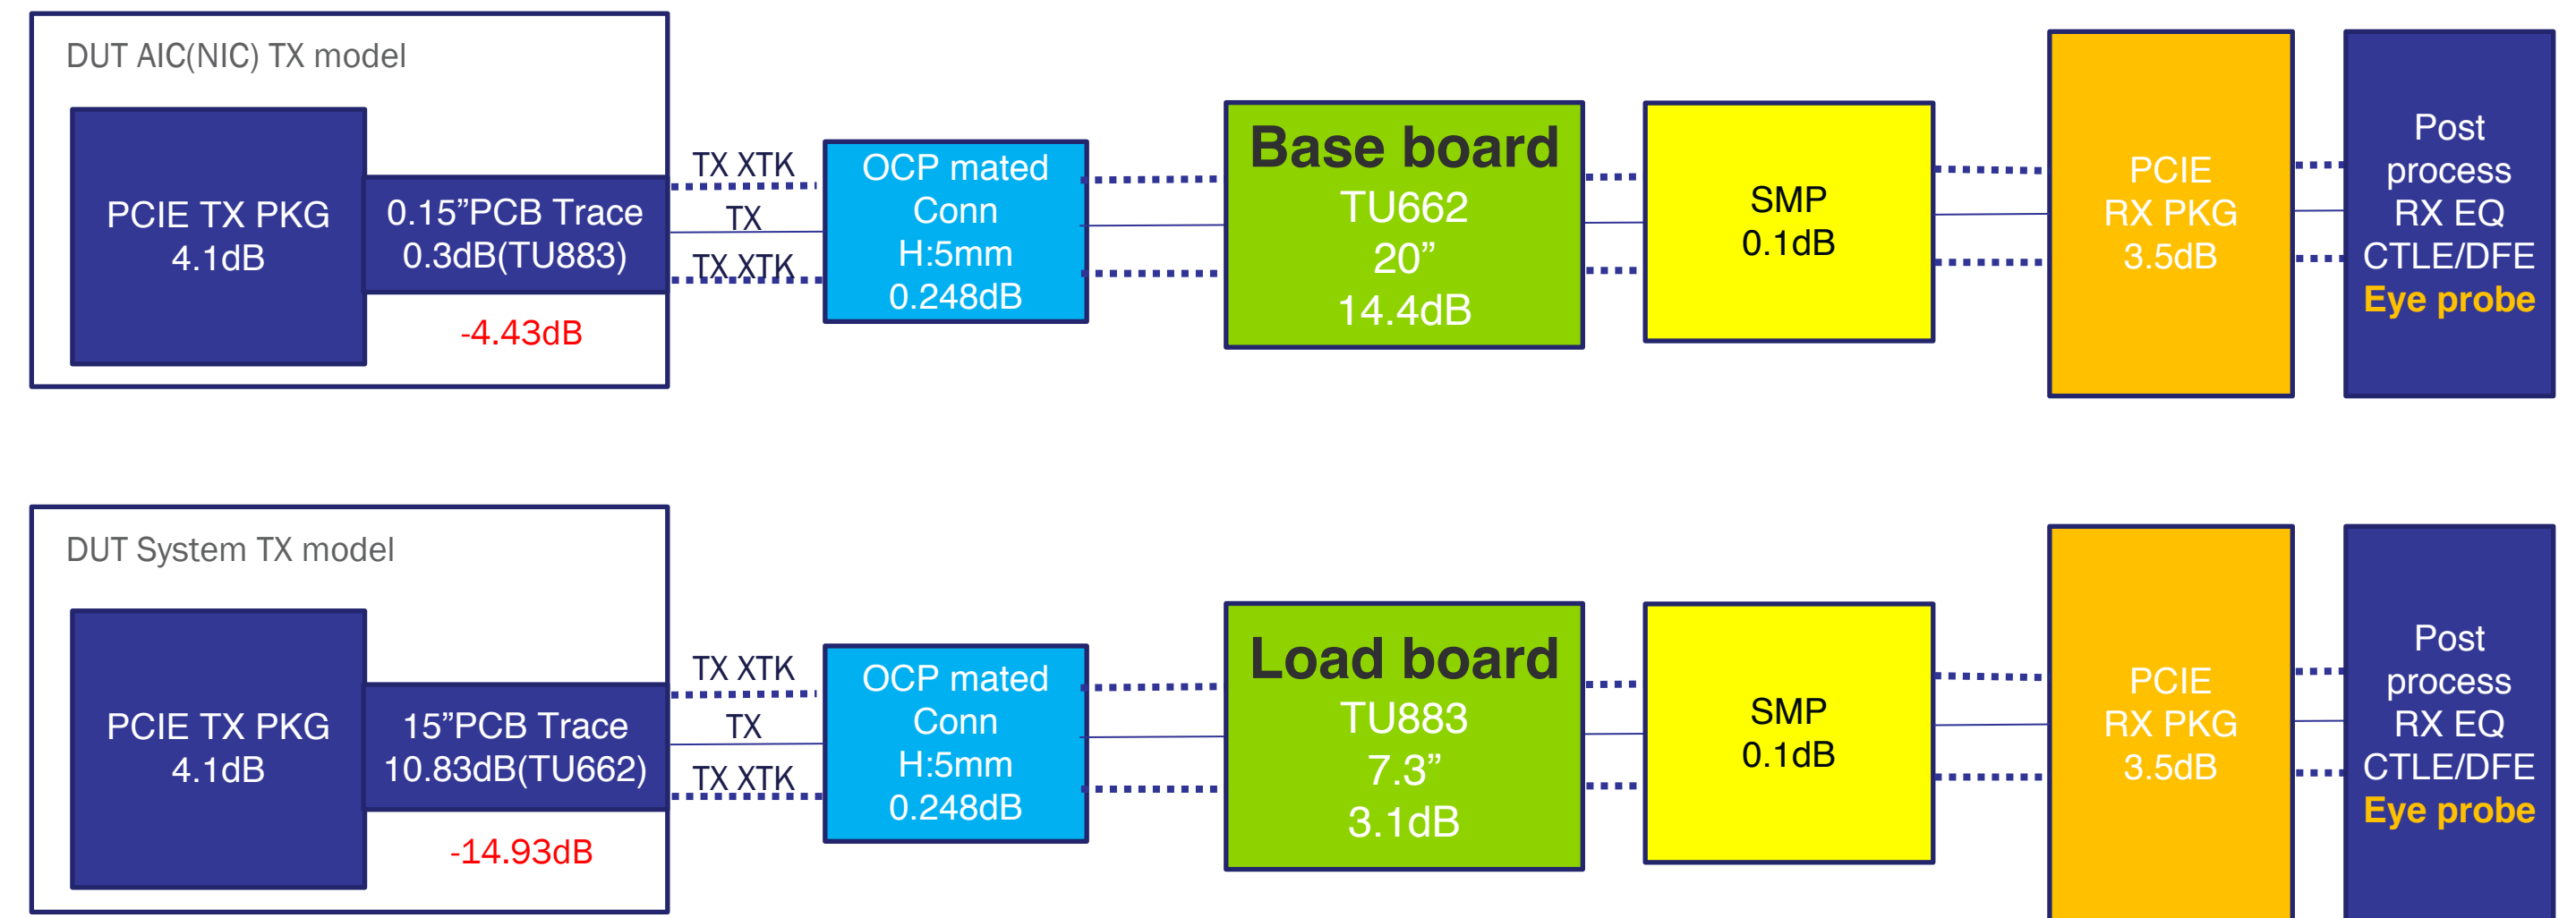 DUT AIC(NIC) TX model
PCIE TX PKG
4.1dB
0.15”PCB Trace
0.3dB(TU883)
-4.43dB
TX XTK
TX
TX XTK
OCP mated
Conn
H:5mm
0.248dB
Base board
TU662
20”
14.4dB
SMP
0.1dB
PCIE
RX PKG
3.5dB
Post
process
RX EQ
CTLE/DFE
Eye probe
DUT System TX model
PCIE TX PKG
4.1dB
15”PCB Trace
10.83dB(TU662)
-14.93dB
TX XTK
TX
TX XTK
OCP mated
Conn
H:5mm
0.248dB
Load board
TU883
7.3”
3.1dB
SMP
0.1dB
PCIE
RX PKG
3.5dB
Post
process
RX EQ
CTLE/DFE
Eye probe